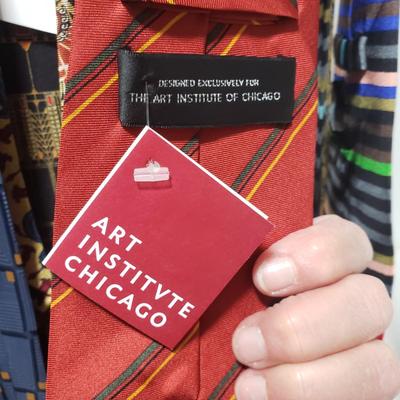 DESIGNED EXCLUSIVELY FOR
THE ART INSTITUTE OF CHICAGO
ART
INSTITVTE
CHICAGO